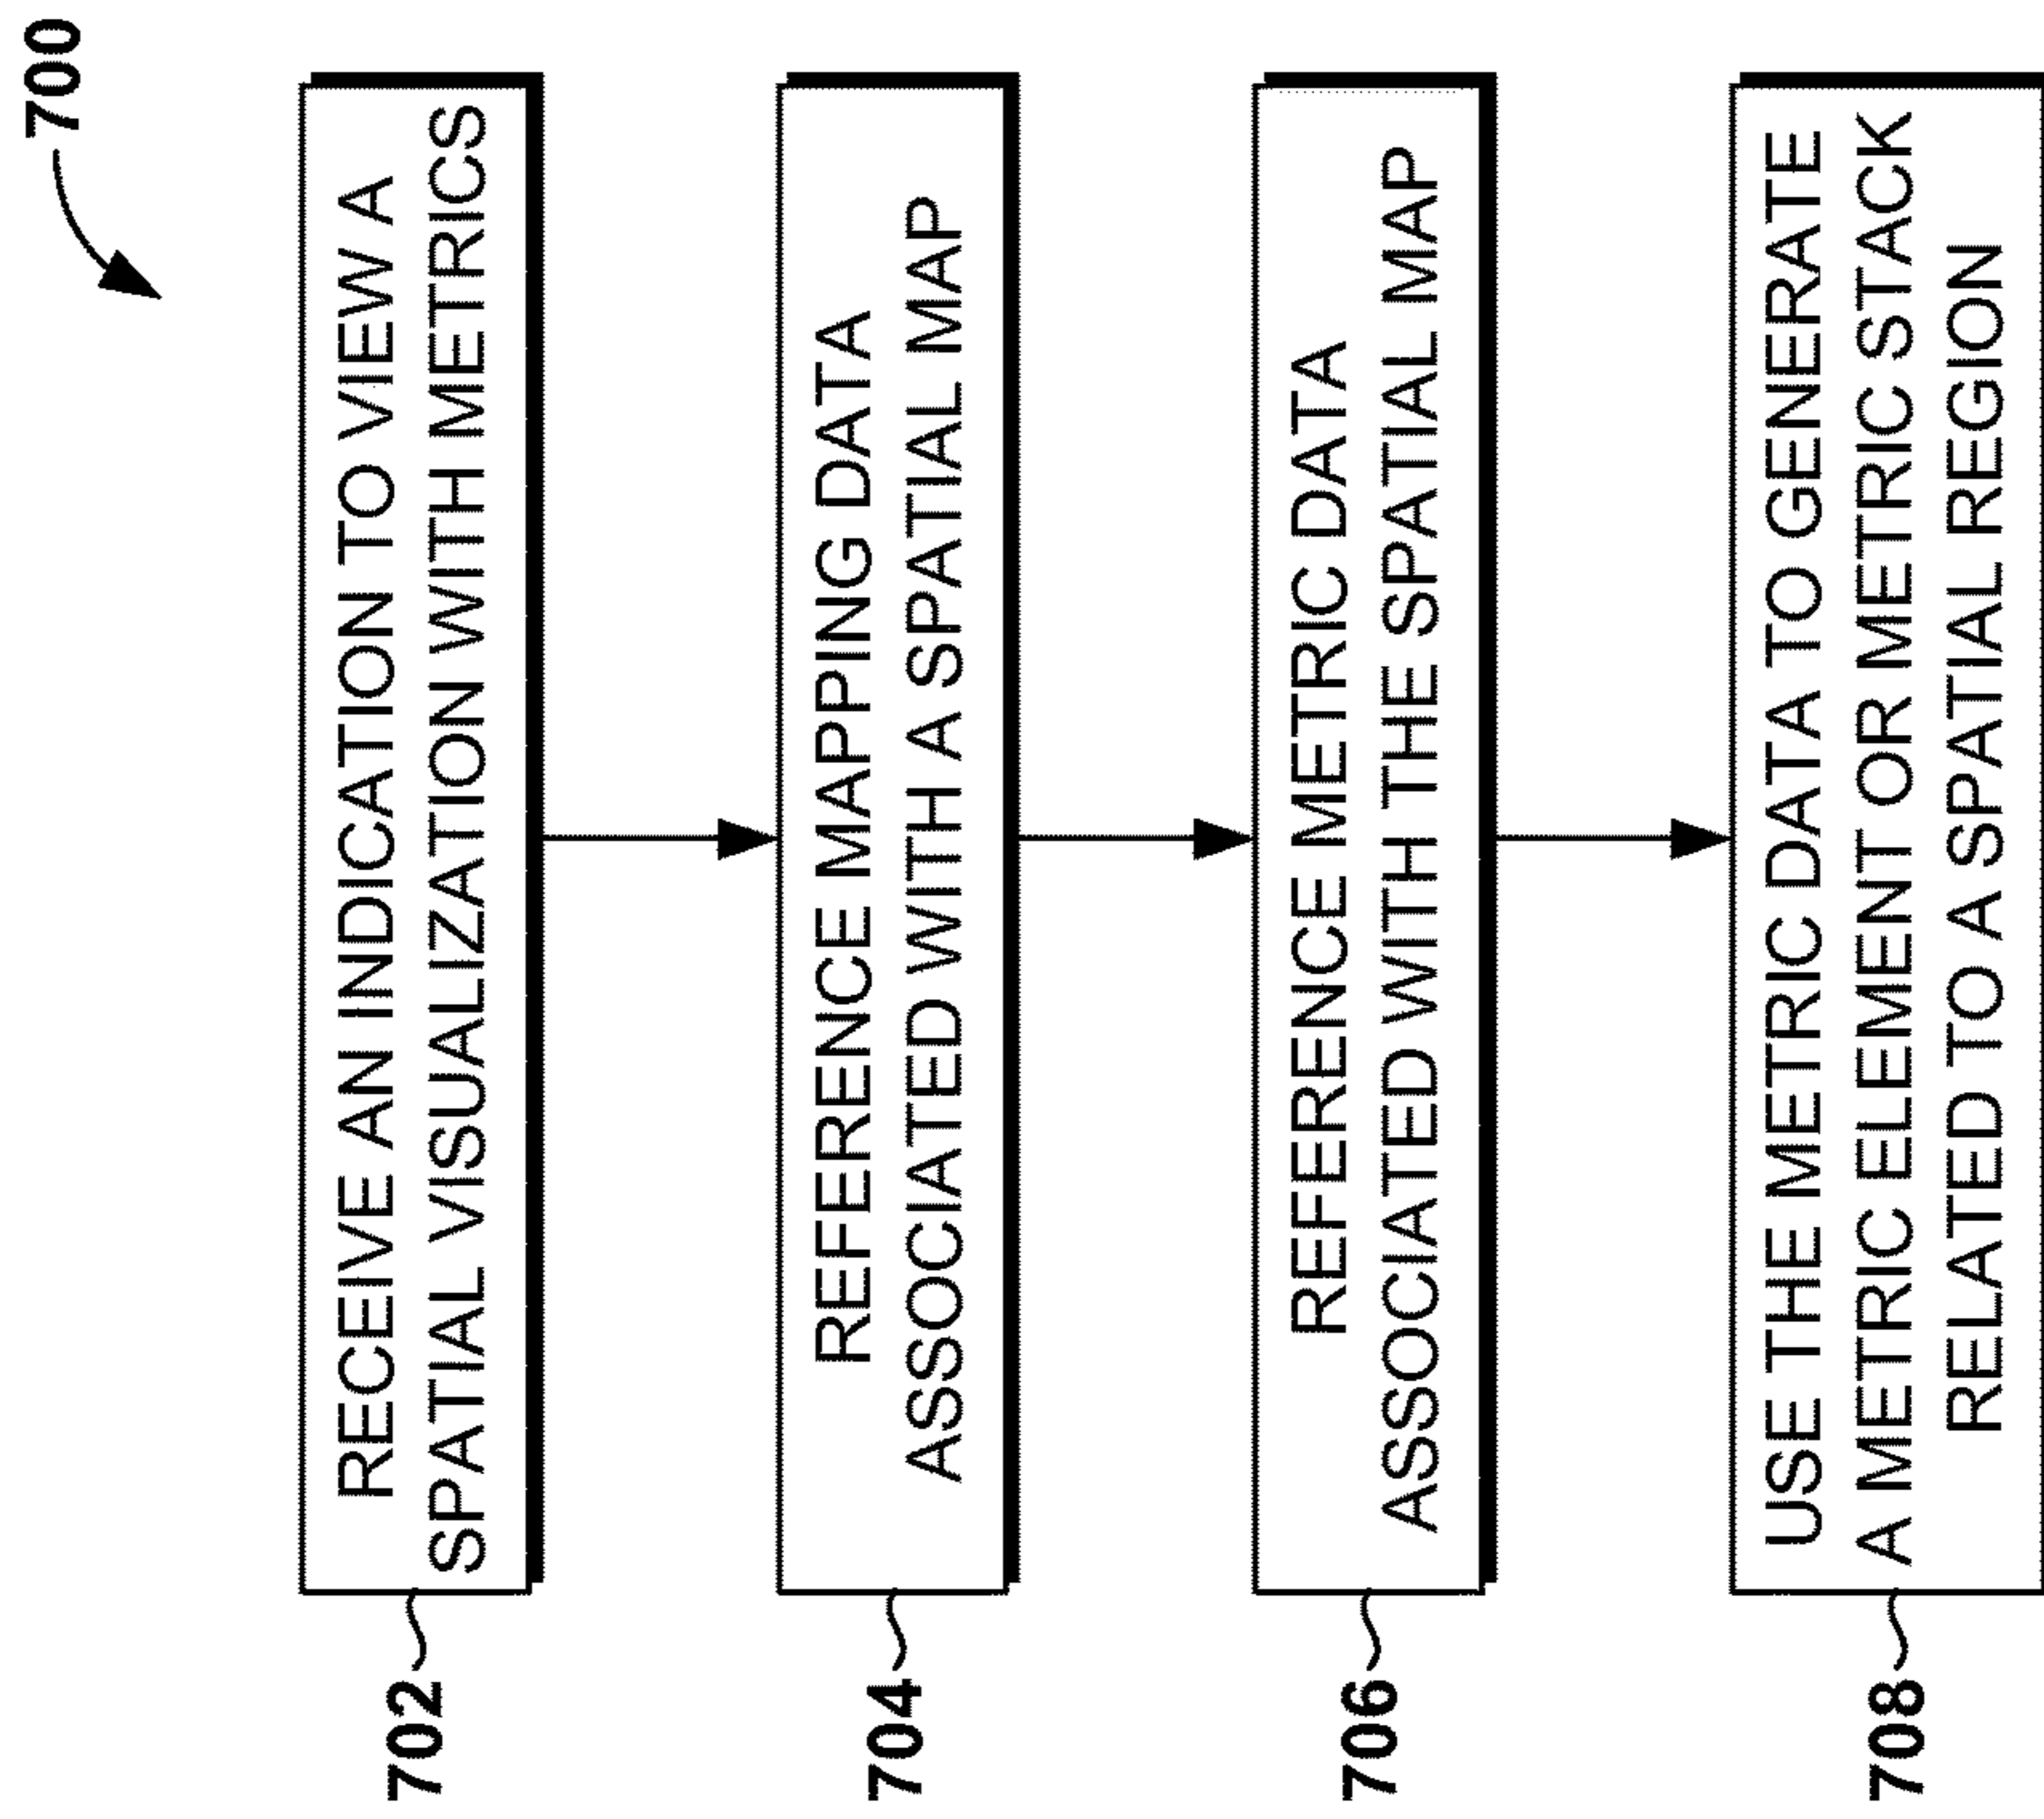 700
702
RECEIVE AN INDICATION TO VIEW A
SPATIAL VISUALIZATION WITH METRICS
704
REFERENCE MAPPING DATA
ASSOCIATED WITH A SPATIAL MAP
706
REFERENCE METRIC DATA
ASSOCIATED WITH THE SPATIAL MAP
708
USE THE METRIC DATA TO GENERATE
A METRIC ELEMENT OR METRIC STACK
RELATED TO A SPATIAL REGION